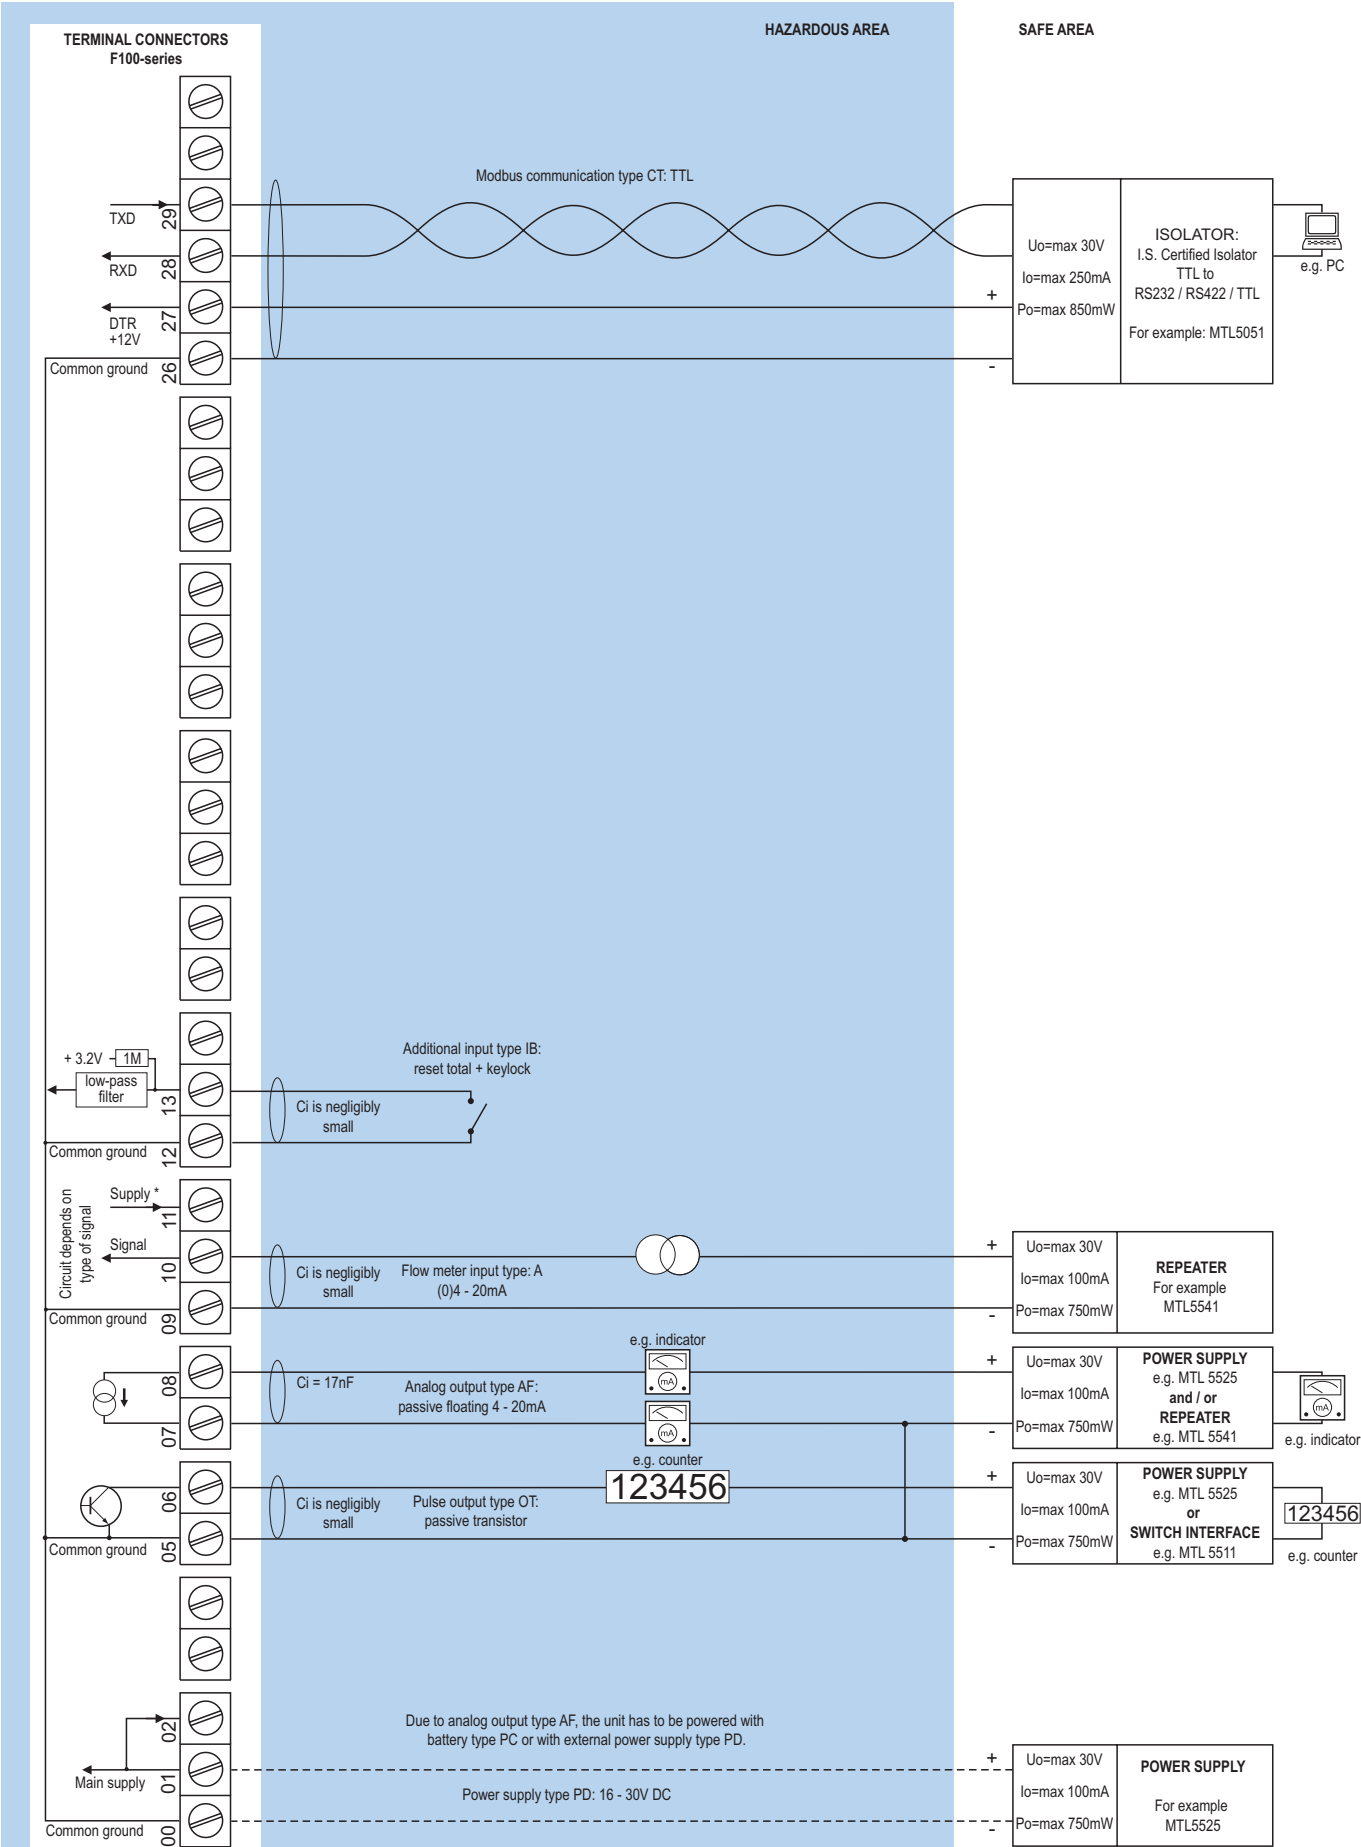 HAZARDOUS AREA
SAFE AREA
TERMINAL CONNECTORS
F100-series
Modbus communication type CT: TTL
TXD
29
RXD
28
DTR
+12V
27
Common ground
26
+
-
Uo=max 30V
Io=max 250mA
Po=max 850mW
ISOLATOR:
I.S. Certified Isolator
TTL to
RS232 / RS422 / TTL
For example: MTL5051
e.g. PC
+ 3.2V
1M
low-pass
filter
13
Common ground
12
Ci is negligibly
small
Additional input type IB:
reset total + keylock
Circuit depends on
type of signal
Supply *
11
Signal
10
Common ground
09
Ci is negligibly
small
Flow meter input type: A
(0)4 - 20mA
+
-
Uo=max 30V
Io=max 100mA
Po=max 750mW
REPEATER
For example
MTL5541
08
07
Ci = 17nF
Analog output type AF:
passive floating 4 - 20mA
e.g. indicator
mA
mA
+
-
Uo=max 30V
Io=max 100mA
Po=max 750mW
POWER SUPPLY
e.g. MTL 5525
and / or
REPEATER
e.g. MTL 5541
mA
e.g. indicator
06
Common ground
05
Ci is negligibly
small
Pulse output type OT:
passive transistor
e.g. counter
123456
+
-
Uo=max 30V
Io=max 100mA
Po=max 750mW
POWER SUPPLY
e.g. MTL 5525
or
SWITCH INTERFACE
e.g. MTL 5511
123456
e.g. counter
02
Main supply
01
Common ground
00
Due to analog output type AF, the unit has to be powered with
battery type PC or with external power supply type PD.
Power supply type PD: 16 - 30V DC
+
-
Uo=max 30V
Io=max 100mA
Po=max 750mW
POWER SUPPLY
For example
MTL5525